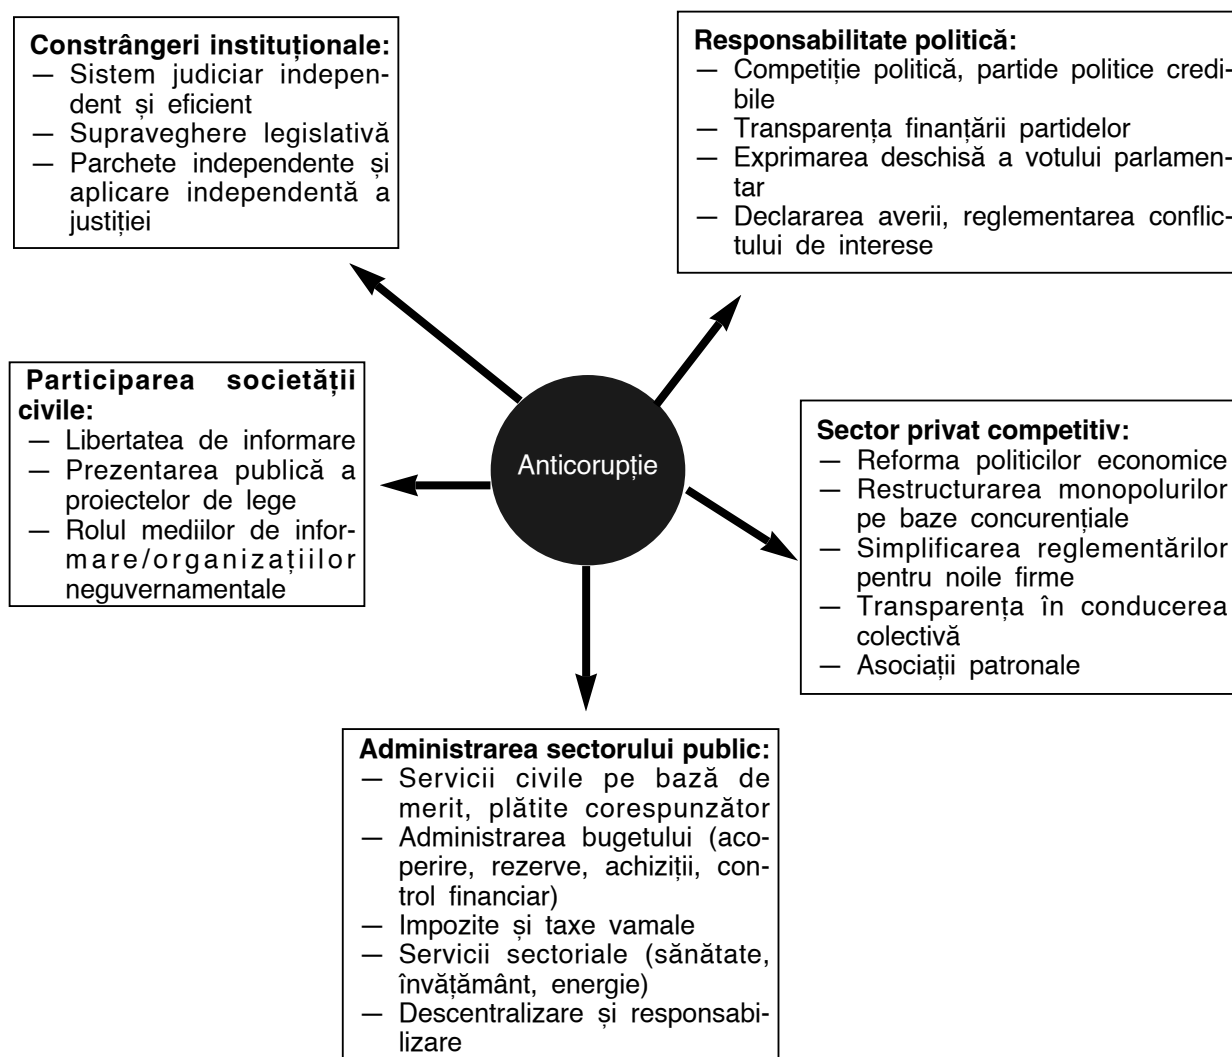 Constrângeri instituționale:
— Sistem judiciar indepen-
dent și eficient
— Supraveghere legislativă
— Parchete independente și
aplicare independentă a
justiției
Responsabilitate politică:
— Competiție politică, partide politice credi-
bile
— Transparența finanțării partidelor
— Exprimarea deschisă a votului parlamen-
tar
— Declararea averii, reglementarea conflic-
tului de interese
Participarea societății
civile:
— Libertatea de informare
— Prezentarea publică a
proiectelor de lege
— Rolul mediilor de infor-
mare/organizațiilor
neguvernamentale
Anticorupție
Sector privat competitiv:
— Reforma politicilor economice
— Restructurarea monopolurilor
pe baze concurențiale
— Simplificarea reglementărilor
pentru noile firme
— Transparența în conducerea
colectivă
— Asociații patronale
Administrarea sectorului public:
— Servicii civile pe bază de
merit, plătite corespunzător
— Administrarea bugetului (aco-
perire, rezerve, achiziții, con-
trol financiar)
— Impozite și taxe vamale
— Servicii sectoriale (sănătate,
învățământ, energie)
— Descentralizare și responsabi-
lizare